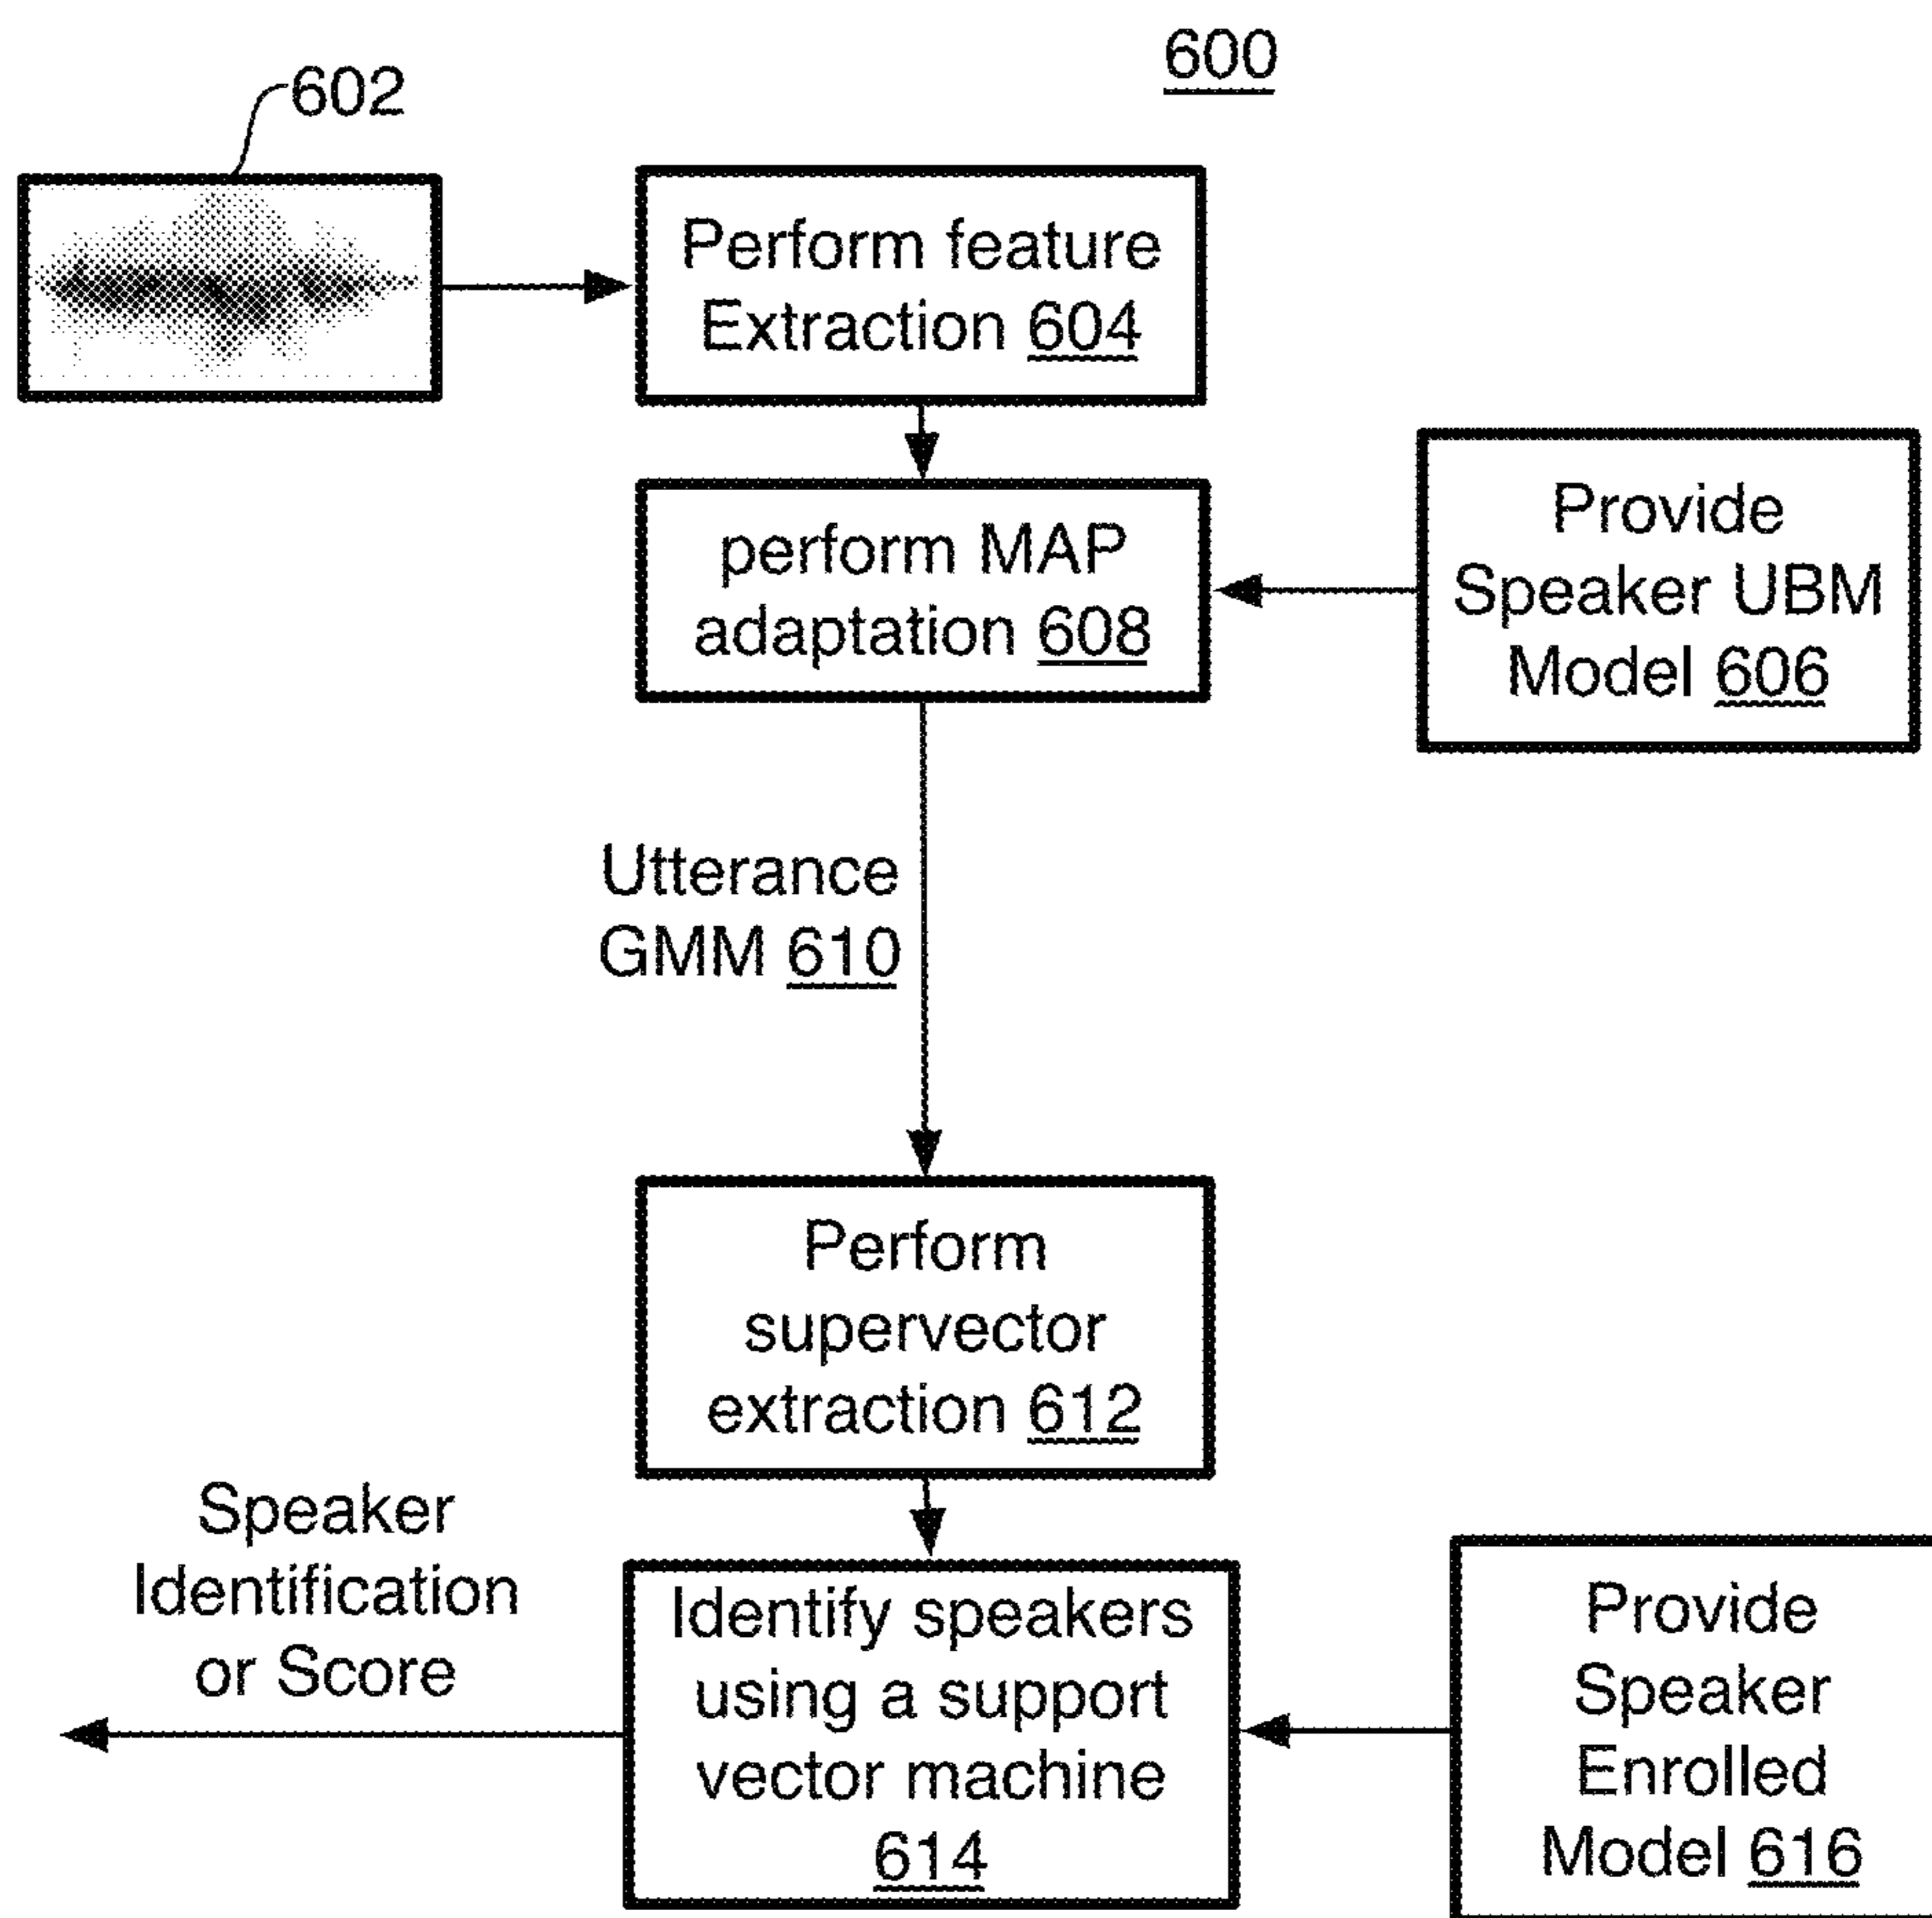 600
602
Perform feature
Extraction 604
perform MAP
adaptation 608
Provide
Speaker UBM
Model 606
Utterance
GMM 610
Perform
supervector
extraction 612
Speaker
Identification
or Score
Identify speakers
using a support
vector machine
614
Provide
Speaker
Enrolled
Model 616